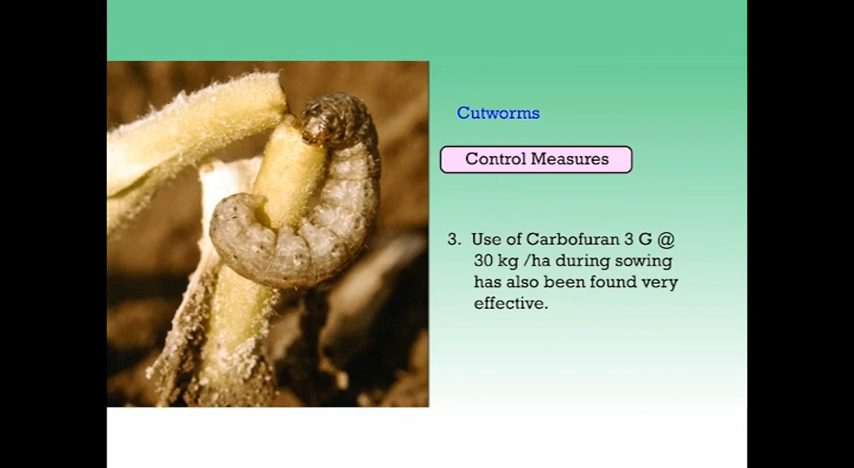 Cutworms
Control Measures
3. Use of Carbofuran 3 G @
30 kg /ha during sowing
has also been found very
effective.